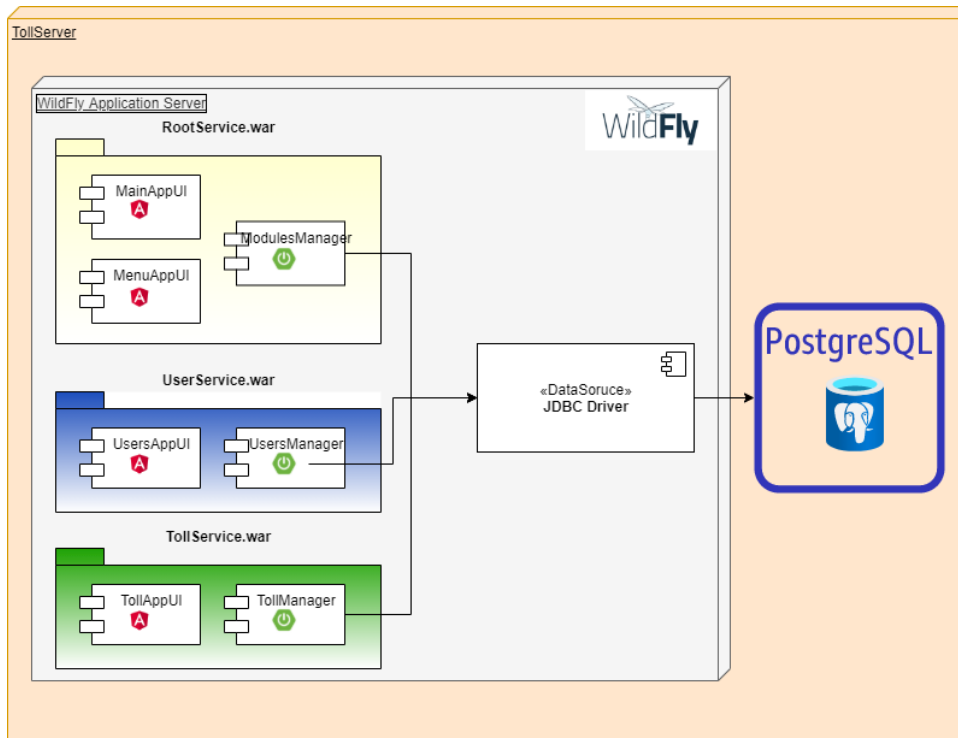 TollServer
WildFly Application Server
WildFly
RootService.war
MainAppUI
ModulesManager
MenuAppUI
UserService.war
UsersAppUI
UsersManager
TollService.war
TollAppUI
TollManager
«DataSoruce»
JDBC Driver
PostgreSQL